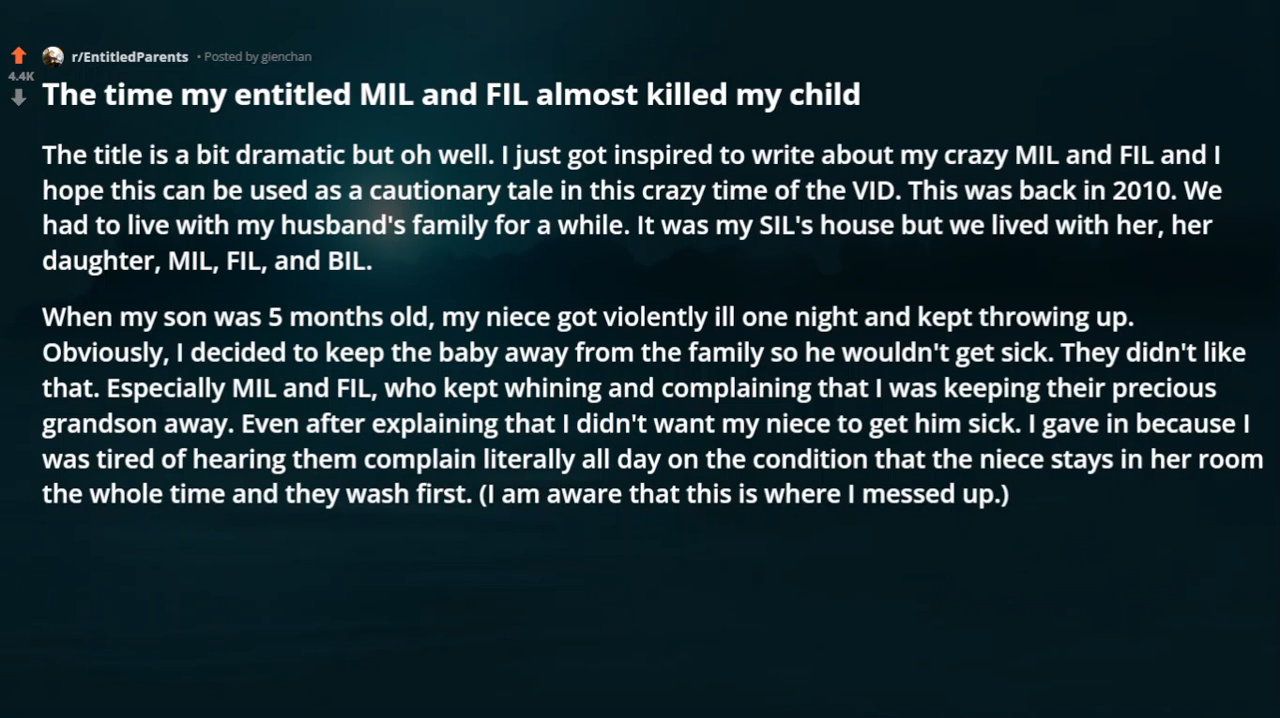 r/EntitledParents • Posted by gienchan
4.4K
The time my entitled MIL and FIL almost killed my child
The title is a bit dramatic but oh well. I just got inspired to write about my crazy MIL and FIL and I
hope this can be used as a cautionary tale in this crazy time of the VID. This was back in 2010. We
had to live with my husband's family for a while. It was my SIL's house but we lived with her, her
daughter, MIL, FIL, and BIL.
When my son was 5 months old, my niece got violently ill one night and kept throwing up.
Obviously, I decided to keep the baby away from the family so he wouldn't get sick. They didn't like
that. Especially MIL and FIL, who kept whining and complaining that I was keeping their precious
grandson away. Even after explaining that I didn't want my niece to get him sick. I gave in because I
was tired of hearing them complain literally all day on the condition that the niece stays in her room
the whole time and they wash first. (I am aware that this is where I messed up.)